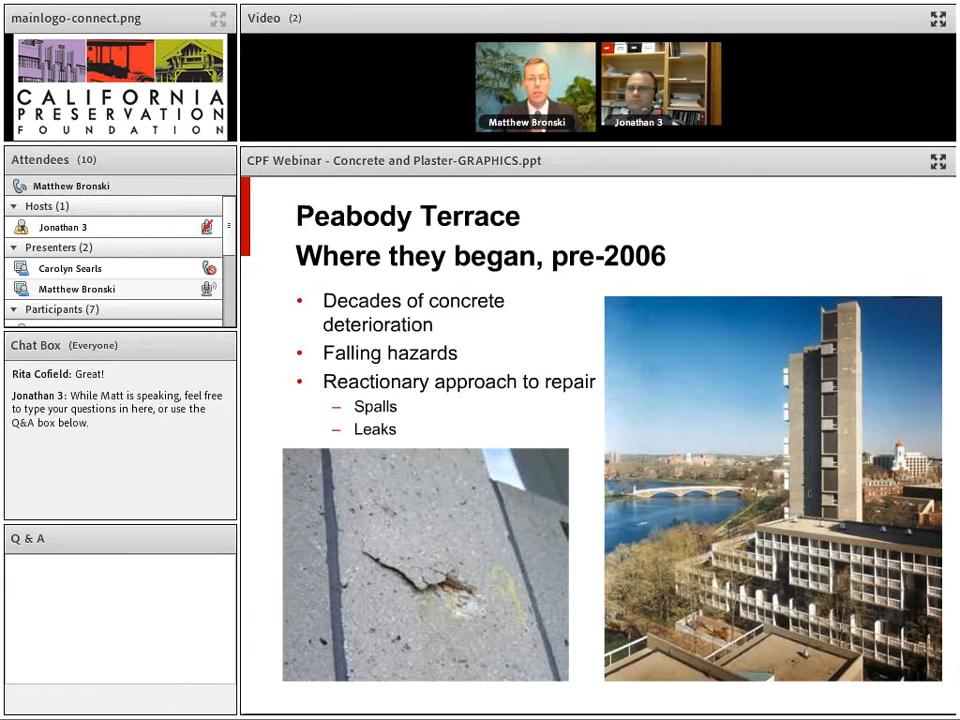 mainlogo-connect.png
CALIFORNIA
PRESERVATION
FOUNDATION
Video (2)
Matthew Bronski
Jonathan 3
Attendees (10)
Matthew Bronski
Hosts (1)
Jonathan 3
Presenters (2)
Carolyn Searls
Matthew Bronski
Participants (7)
Chat Box (Everyone)
Rita Cofield: Great!
Jonathan 3: While Matt is speaking, feel free
to type your questions in here, or use the
Q&A box below.
Q & A
CPF Webinar - Concrete and Plaster-GRAPHICS.ppt
Peabody Terrace
Where they began, pre-2006
• Decades of concrete
deterioration
• Falling hazards
• Reactionary approach to repair
– Spalls
– Leaks